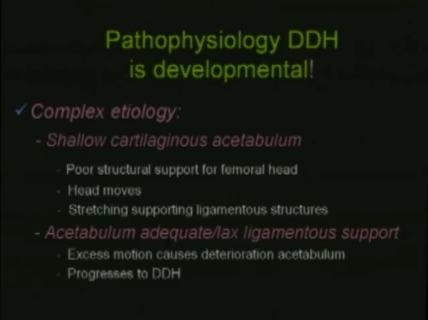 Pathophysiology DDH
is developmental!
✓ Complex etiology:
- Shallow cartilaginous acetabulum
- Poor structural support for femoral head
- Head moves
- Stretching supporting ligamentous structures
- Acetabulum adequate/lax ligamentous support
- Excess motion causes deterioration acetabulum
- Progresses to DDH